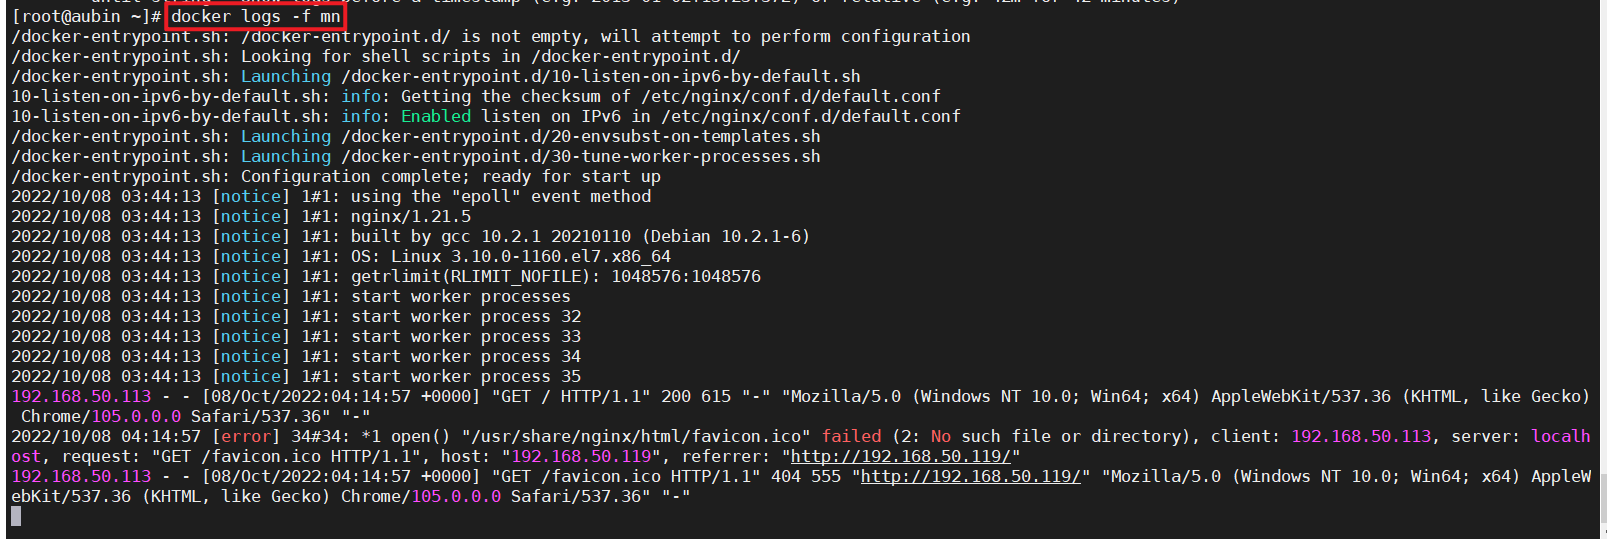 [root@aubin ~]# docker logs -f mn
/docker-entrypoint.sh: /docker-entrypoint.d/ is not empty, will attempt to perform configuration
/docker-entrypoint.sh: Looking for shell scripts in /docker-entrypoint.d/
/docker-entrypoint.sh: Launching /docker-entrypoint.d/10-listen-on-ipv6-by-default.sh
10-listen-on-ipv6-by-default.sh: info: Getting the checksum of /etc/nginx/conf.d/default.conf
10-listen-on-ipv6-by-default.sh: info: Enabled listen on IPv6 in /etc/nginx/conf.d/default.conf
/docker-entrypoint.sh: Launching /docker-entrypoint.d/20-envsubst-on-templates.sh
/docker-entrypoint.sh: Launching /docker-entrypoint.d/30-tune-worker-processes.sh
/docker-entrypoint.sh: Configuration complete; ready for start up
2022/10/08 03:44:13 [notice] 1#1: using the "epoll" event method
2022/10/08 03:44:13 [notice] 1#1: nginx/1.21.5
2022/10/08 03:44:13 [notice] 1#1: built by gcc 10.2.1 20210110 (Debian 10.2.1-6)
2022/10/08 03:44:13 [notice] 1#1: OS: Linux 3.10.0-1160.el7.x86_64
2022/10/08 03:44:13 [notice] 1#1: getrlimit(RLIMIT_NOFILE): 1048576:1048576
2022/10/08 03:44:13 [notice] 1#1: start worker processes
2022/10/08 03:44:13 [notice] 1#1: start worker process 32
2022/10/08 03:44:13 [notice] 1#1: start worker process 33
2022/10/08 03:44:13 [notice] 1#1: start worker process 34
2022/10/08 03:44:13 [notice] 1#1: start worker process 35
192.168.50.113 - - [08/Oct/2022:04:14:57 +0000] "GET / HTTP/1.1" 200 615 "-" "Mozilla/5.0 (Windows NT 10.0; Win64; x64) AppleWebKit/537.36 (KHTML, like Gecko)
Chrome/105.0.0.0 Safari/537.36" "-"
2022/10/08 04:14:57 [error] 34#34: *1 open() "/usr/share/nginx/html/favicon.ico" failed (2: No such file or directory), client: 192.168.50.113, server: localh
ost, request: "GET /favicon.ico HTTP/1.1", host: "192.168.50.119", referrer: "http://192.168.50.119/"
192.168.50.113 - - [08/Oct/2022:04:14:57 +0000] "GET /favicon.ico HTTP/1.1" 404 555 "http://192.168.50.119/" "Mozilla/5.0 (Windows NT 10.0; Win64; x64) AppleW
ebKit/537.36 (KHTML, like Gecko) Chrome/105.0.0.0 Safari/537.36" "-"